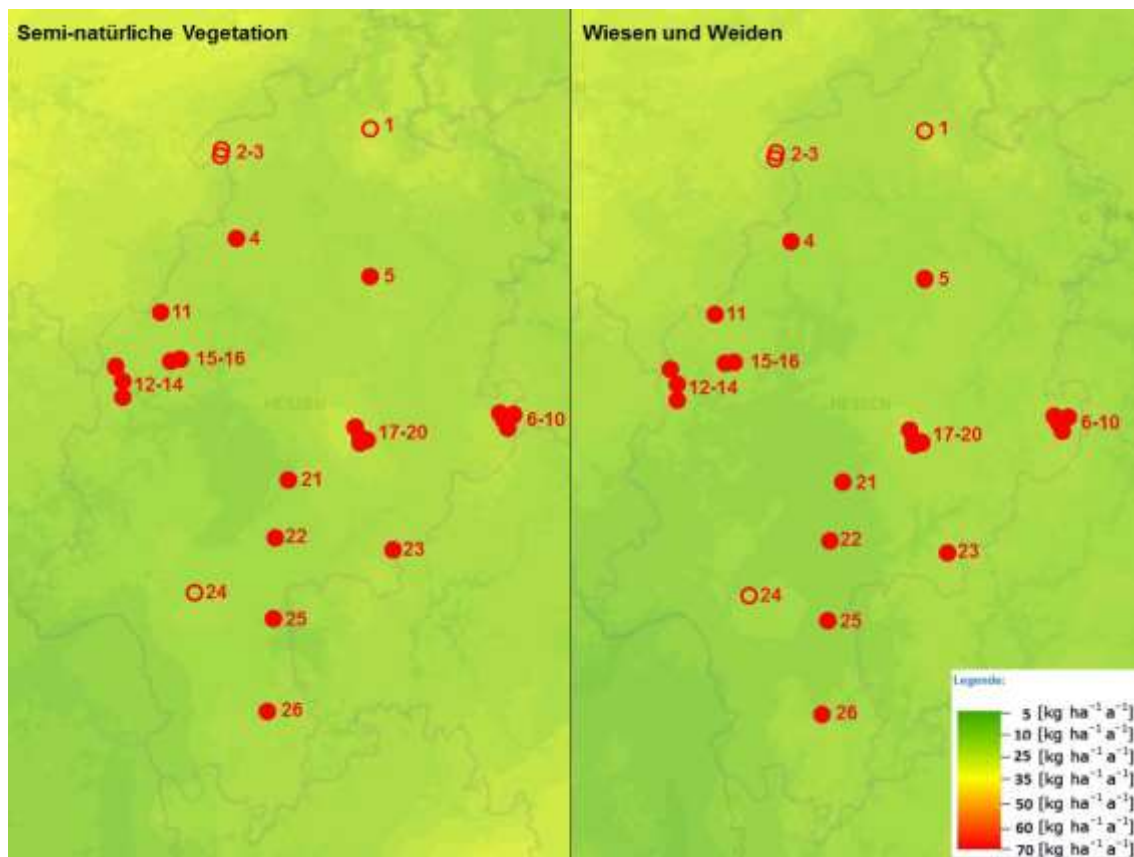 Semi-natürliche Vegetation
1
2-3
4
5
11
15-16
12-14
HESSEN
6-10
17-20
21
22
23
24
25
26
Wiesen und Weiden
1
2-3
4
5
11
15-16
12-14
HESSEN
6-10
17-20
21
22
23
24
25
26
Legende:
5 [kg ha⁻¹ a⁻¹]
10 [kg ha⁻¹ a⁻¹]
25 [kg ha⁻¹ a⁻¹]
35 [kg ha⁻¹ a⁻¹]
50 [kg ha⁻¹ a⁻¹]
60 [kg ha⁻¹ a⁻¹]
70 [kg ha⁻¹ a⁻¹]